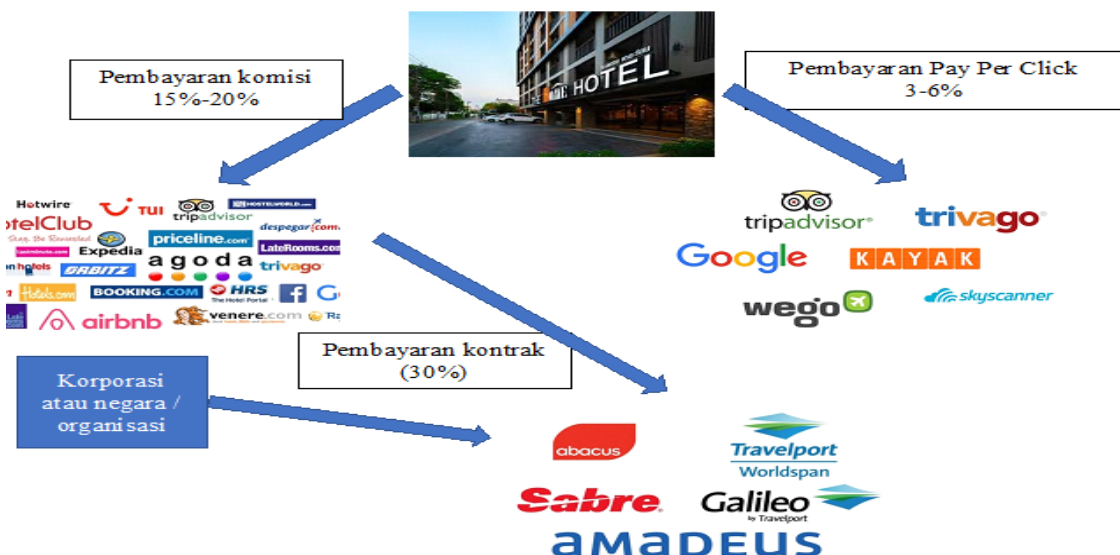 Pembayaran komisi
15%-20%
HOTEL
Pembayaran Pay Per Click
3-6%
Hotwire
TUI
tripadvisor
HOSTELWORLD.com
otelClub
despegar.com
Expedia
priceline.com
LateRooms.com
hotels
ORBITZ
agoda
trivago
Hotels.com
BOOKING.COM
HRS
The Hotel Portal
G
airbnb
venere.com
tripadvisor
trivago
Google
KAYAK
wego
skyscanner
Pembayaran kontrak
(30%)
Korporasi
atau negara /
organisasi
abacus
Travelport
Worldspan
Sabre
Galileo
by Travelport
amadeus